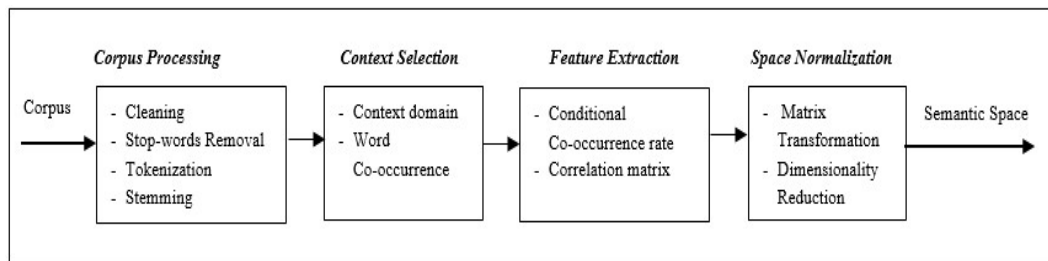 Corpus Processing
Context Selection
Feature Extraction
Space Normalization
Corpus
- Cleaning
- Stop-words Removal
- Tokenization
- Stemming
- Context domain
- Word
Co-occurrence
- Conditional
Co-occurrence rate
- Correlation matrix
- Matrix
Transformation
- Dimensionality
Reduction
Semantic Space